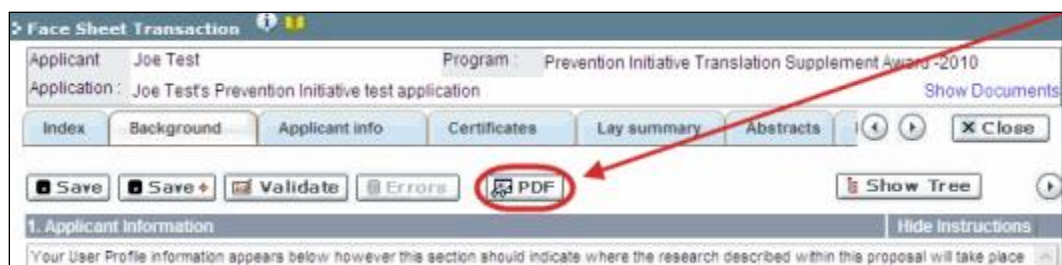 Face Sheet Transaction
Applicant Joe Test Program : Prevention Initiative Translation Supplement Award -2010
Application : Joe Test's Prevention Initiative test application Show Documents
Index Background Applicant info Certificates Lay summary Abstracts Close
Save Save Validate Errors PDF Show Tree
1. Applicant Information Hide Instructions
Your User Profile information appears below however this section should indicate where the research described within this proposal will take place